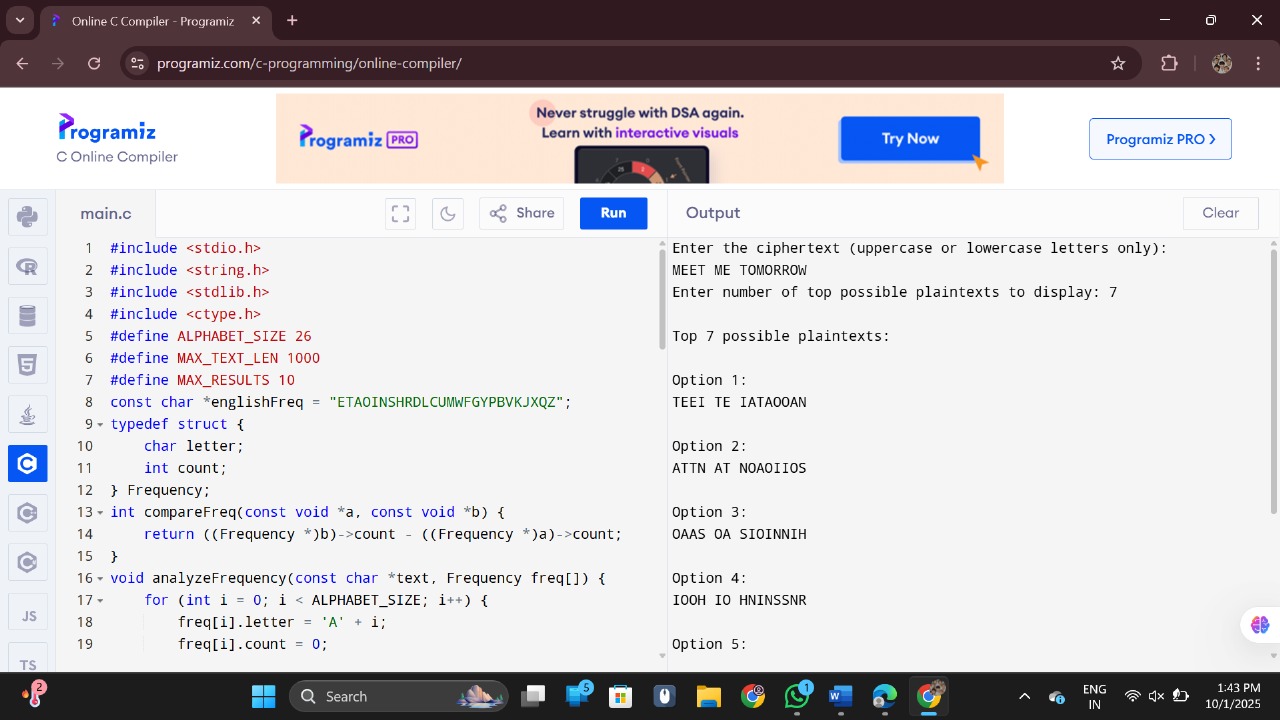 Online C Compiler - Programiz
programiz.com/c-programming/online-compiler/
Programiz
C Online Compiler
Programiz PRO
Never struggle with DSA again.
Learn with interactive visuals
Try Now
Programiz PRO >
main.c
Share
Run
Output
Clear
1 #include <stdio.h>
2 #include <string.h>
3 #include <stdlib.h>
4 #include <ctype.h>
5 #define ALPHABET_SIZE 26
6 #define MAX_TEXT_LEN 1000
7 #define MAX_RESULTS 10
8 const char *englishFreq = "ETAOINSHRDLCUMWFGYPBVKJXQZ";
9 typedef struct {
10 char letter;
11 int count;
12 } Frequency;
13 int compareFreq(const void *a, const void *b) {
14 return ((Frequency *)b)->count - ((Frequency *)a)->count;
15 }
16 void analyzeFrequency(const char *text, Frequency freq[]) {
17 for (int i = 0; i < ALPHABET_SIZE; i++) {
18 freq[i].letter = 'A' + i;
19 freq[i].count = 0;
Enter the ciphertext (uppercase or lowercase letters only):
MEET ME TOMORROW
Enter number of top possible plaintexts to display: 7
Top 7 possible plaintexts:
Option 1:
TEEI TE IATAOOAN
Option 2:
ATTN AT NOAOIIOS
Option 3:
OAAS OA SIOINNIH
Option 4:
IOOH IO HNINSSNR
Option 5:
JS
TS
2
Search
5
1
ENG
IN
1:43 PM
10/1/2025